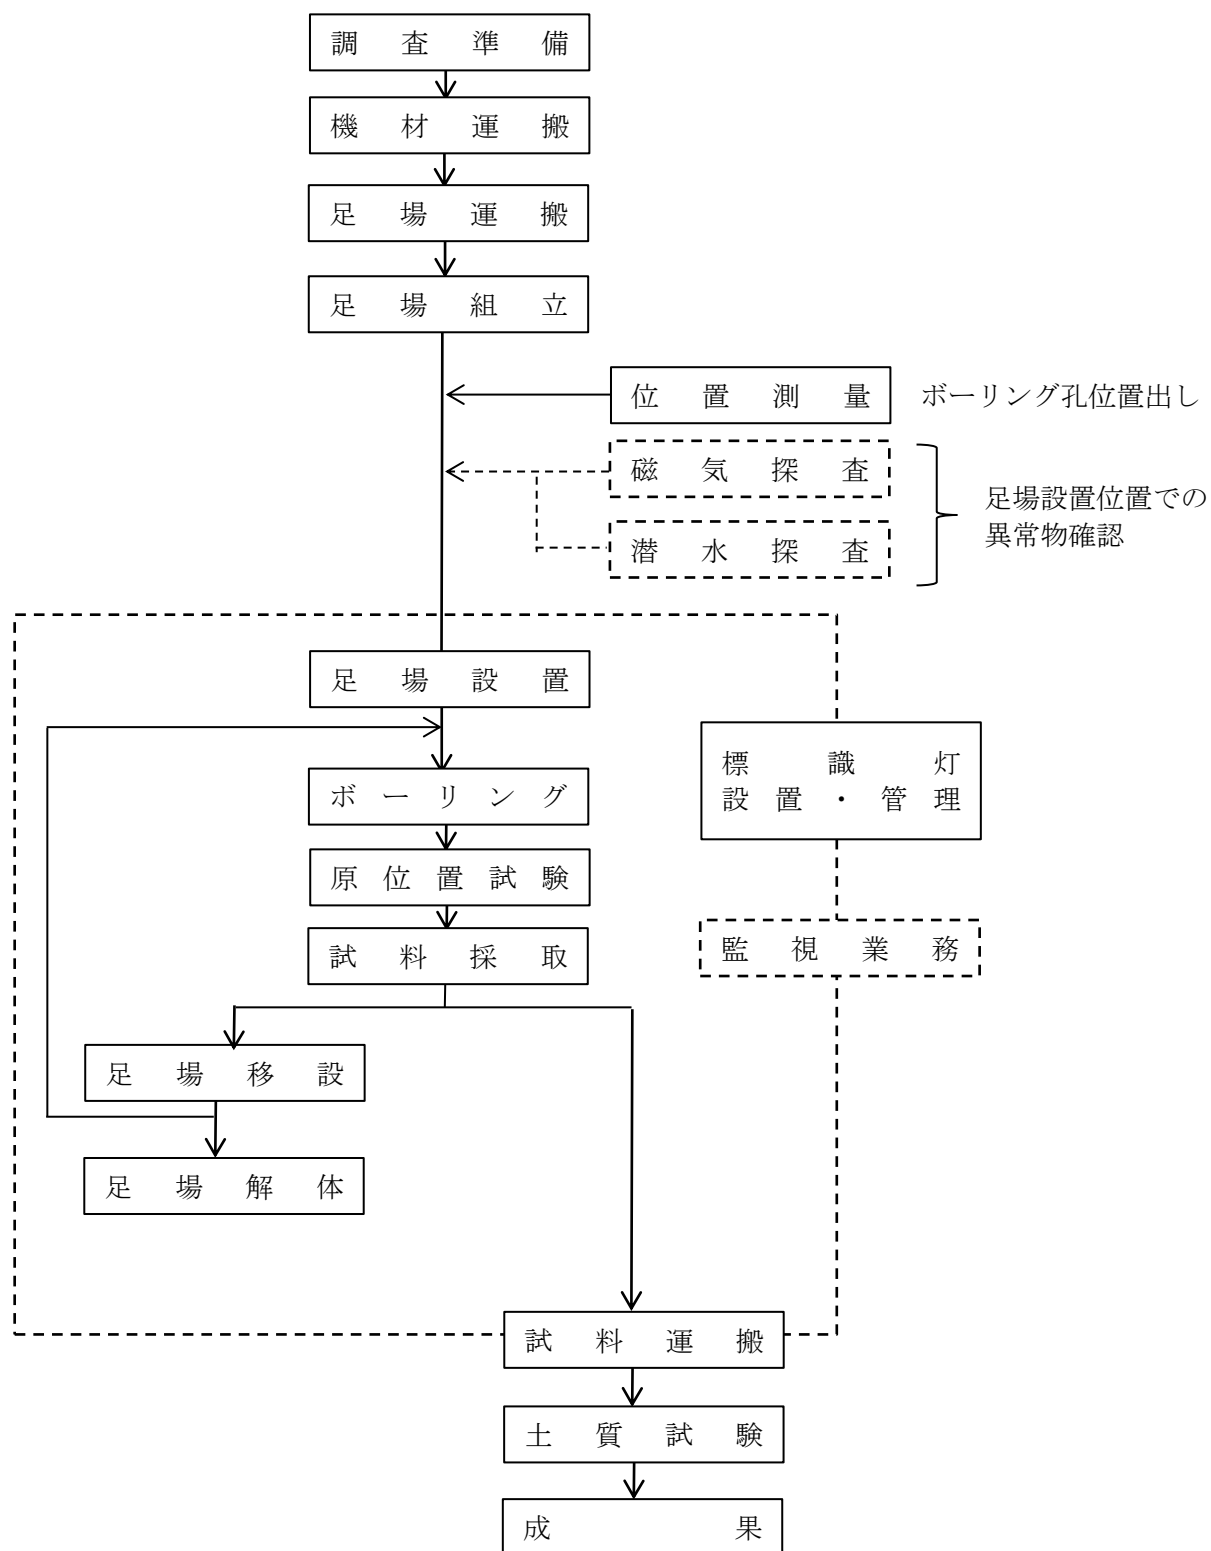 調査準備
機材運搬
足場運搬
足場組立
位置測量
ボーリング孔位置出し
磁気探査
潜水探査
足場設置位置での
異常物確認
足場設置
標識灯
設置・管理
ボーリング
原位置試験
試料採取
監視業務
足場移設
足場解体
試料運搬
土質試験
成果